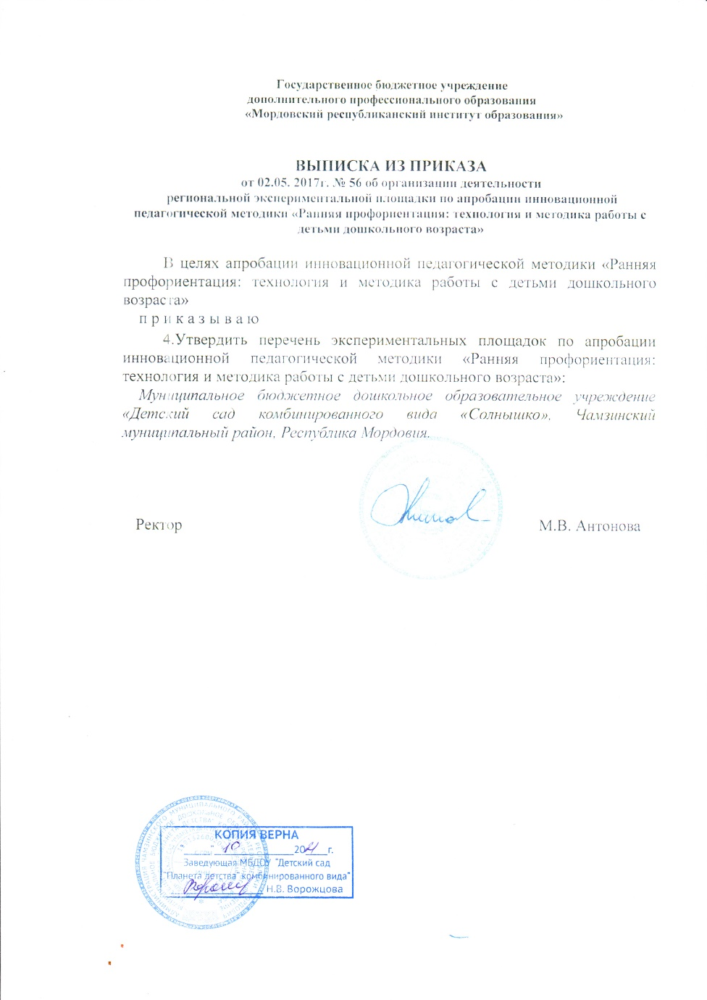 Государственное бюджетное учреждение
дополнительного профессионального образования
«Мордовский республиканский институт образования»
ВЫПИСКА ИЗ ПРИКАЗА
от 02.05. 2017г. № 56 об организации деятельности
региональной экспериментальной площадки по апробации инновационной
педагогической методики «Ранняя профориентация: технология и методика работы с
детьми дошкольного возраста»
В целях апробации инновационной педагогической методики «Ранняя
профориентация: технология и методика работы с детьми дошкольного
возраста»
п р и к а з ы в а ю
4.Утвердить перечень экспериментальных площадок по апробации
инновационной педагогической методики «Ранняя профориентация:
технология и методика работы с детьми дошкольного возраста»:
Муниципальное бюджетное дошкольное образовательное учреждение
«Детский сад комбинированного вида «Солнышко», Чамзинский
муниципальный район, Республика Мордовия.
Ректор М.В. Антонова
КОПИЯ ВЕРНА
"____" 10 2021 г.
Заведующая МБДОУ "Детский сад
"Планета детства" комбинированного вида"
Н.В. Ворожцова